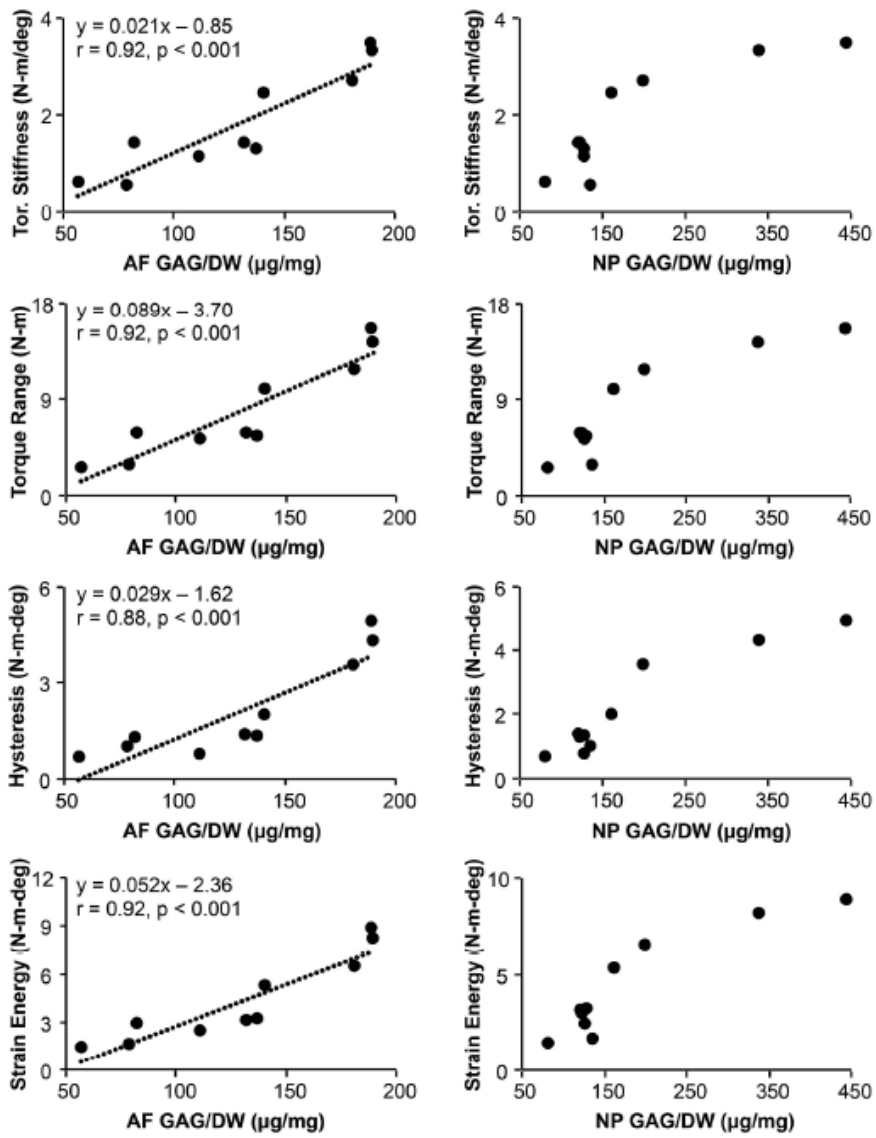 Tor. Stiffness (N-m/deg)
4
2
0
y = 0.021x – 0.85
r = 0.92, p < 0.001
50 100 150 200
AF GAG/DW (µg/mg)
Tor. Stiffness (N-m/deg)
4
2
0
50 150 250 350 450
NP GAG/DW (µg/mg)
Torque Range (N-m)
18
9
0
y = 0.089x – 3.70
r = 0.92, p < 0.001
50 100 150 200
AF GAG/DW (µg/mg)
Torque Range (N-m)
18
9
0
50 150 250 350 450
NP GAG/DW (µg/mg)
Hysteresis (N-m-deg)
6
3
0
y = 0.029x – 1.62
r = 0.88, p < 0.001
50 100 150 200
AF GAG/DW (µg/mg)
Hysteresis (N-m-deg)
6
4
2
0
50 150 250 350 450
NP GAG/DW (µg/mg)
Strain Energy (N-m-deg)
12
9
6
3
0
y = 0.052x – 2.36
r = 0.92, p < 0.001
50 100 150 200
AF GAG/DW (µg/mg)
Strain Energy (N-m-deg)
10
5
0
50 150 250 350 450
NP GAG/DW (µg/mg)